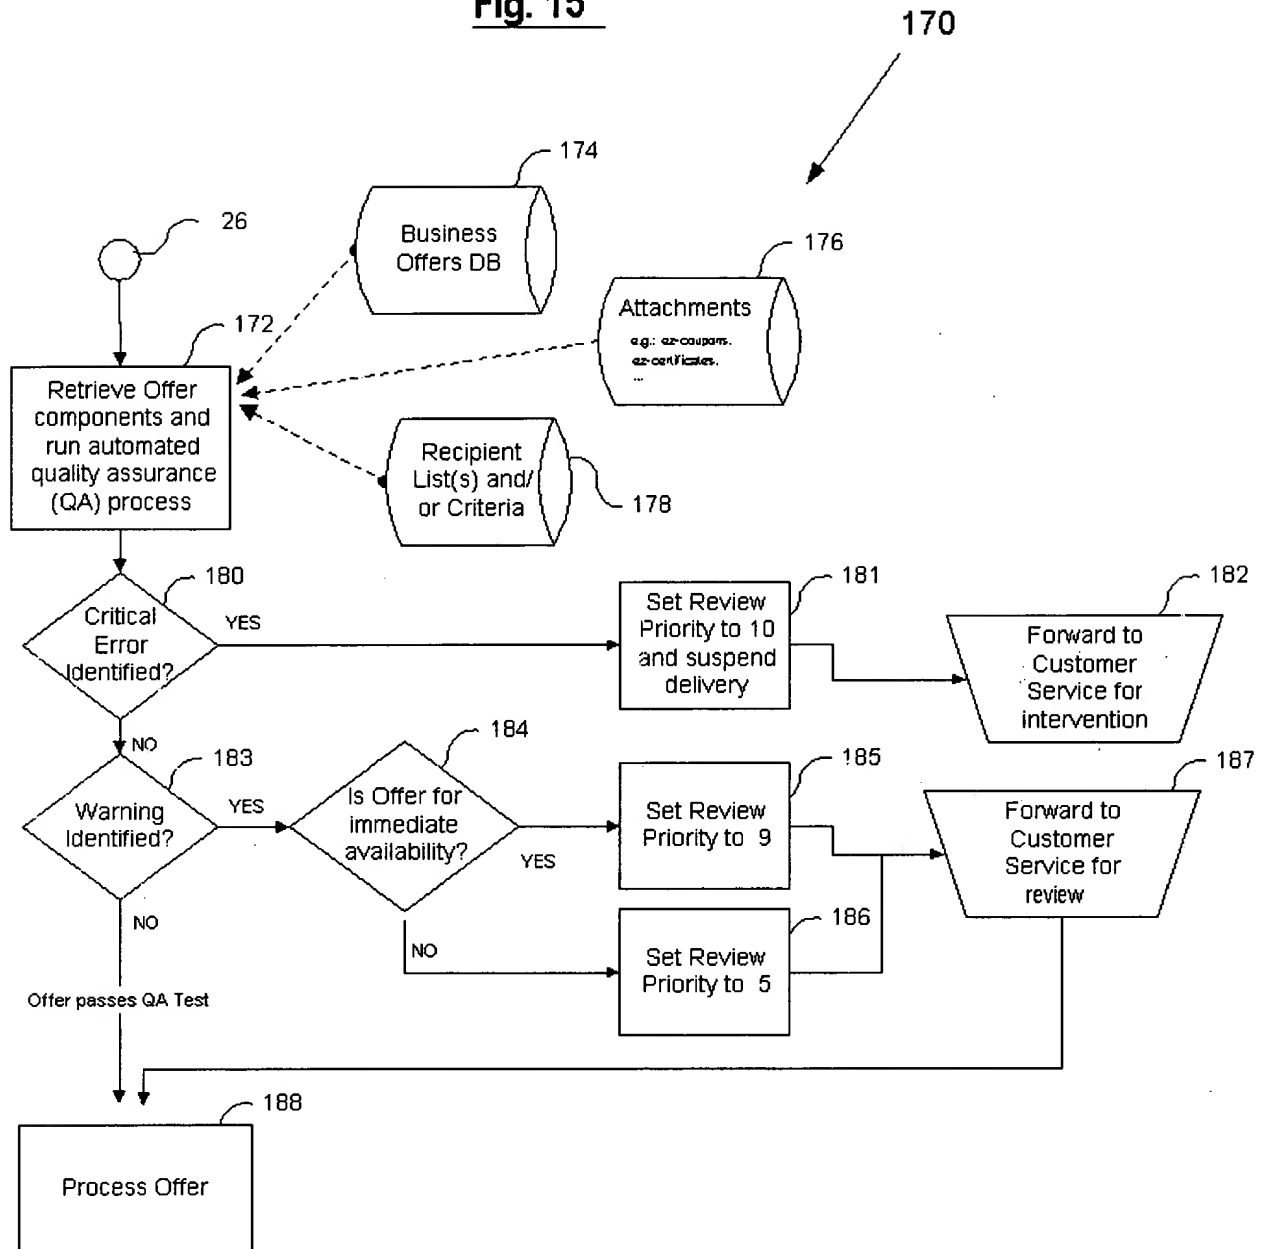 Fig. 15
170
174
Business
Offers DB
26
176
Attachments
e.g.: ez-coupons,
ez-certificates,
...
172
Retrieve Offer
components and
run automated
quality assurance
(QA) process
Recipient
List(s) and/
or Criteria
178
180
Critical
Error
Identified?
YES
181
Set Review
Priority to 10
and suspend
delivery
182
Forward to
Customer
Service for
intervention
NO
183
Warning
Identified?
YES
184
Is Offer for
immediate
availability?
YES
185
Set Review
Priority to 9
187
Forward to
Customer
Service for
review
NO
NO
186
Set Review
Priority to 5
Offer passes QA Test
188
Process Offer